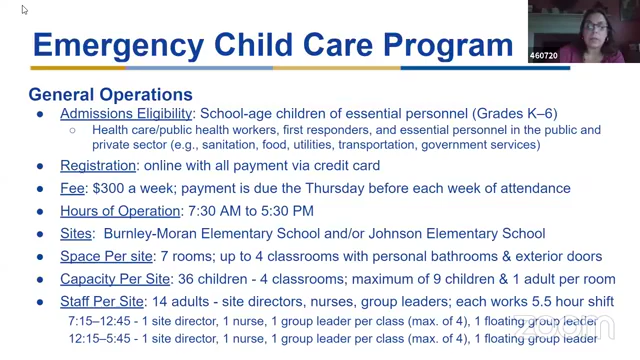 Emergency Child Care Program
460720
General Operations
● Admissions Eligibility: School-age children of essential personnel (Grades K–6)
○ Health care/public health workers, first responders, and essential personnel in the public and
private sector (e.g., sanitation, food, utilities, transportation, government services)
● Registration: online with all payment via credit card
● Fee: $300 a week; payment is due the Thursday before each week of attendance
● Hours of Operation: 7:30 AM to 5:30 PM
● Sites: Burnley-Moran Elementary School and/or Johnson Elementary School
● Space Per site: 7 rooms; up to 4 classrooms with personal bathrooms & exterior doors
● Capacity Per Site: 36 children - 4 classrooms; maximum of 9 children & 1 adult per room
● Staff Per Site: 14 adults - site directors, nurses, group leaders; each works 5.5 hour shift
7:15–12:45 - 1 site director, 1 nurse, 1 group leader per class (max. of 4), 1 floating group leader
12:15–5:45 - 1 site director, 1 nurse, 1 group leader per class (max. of 4), 1 floating group leader
zoom